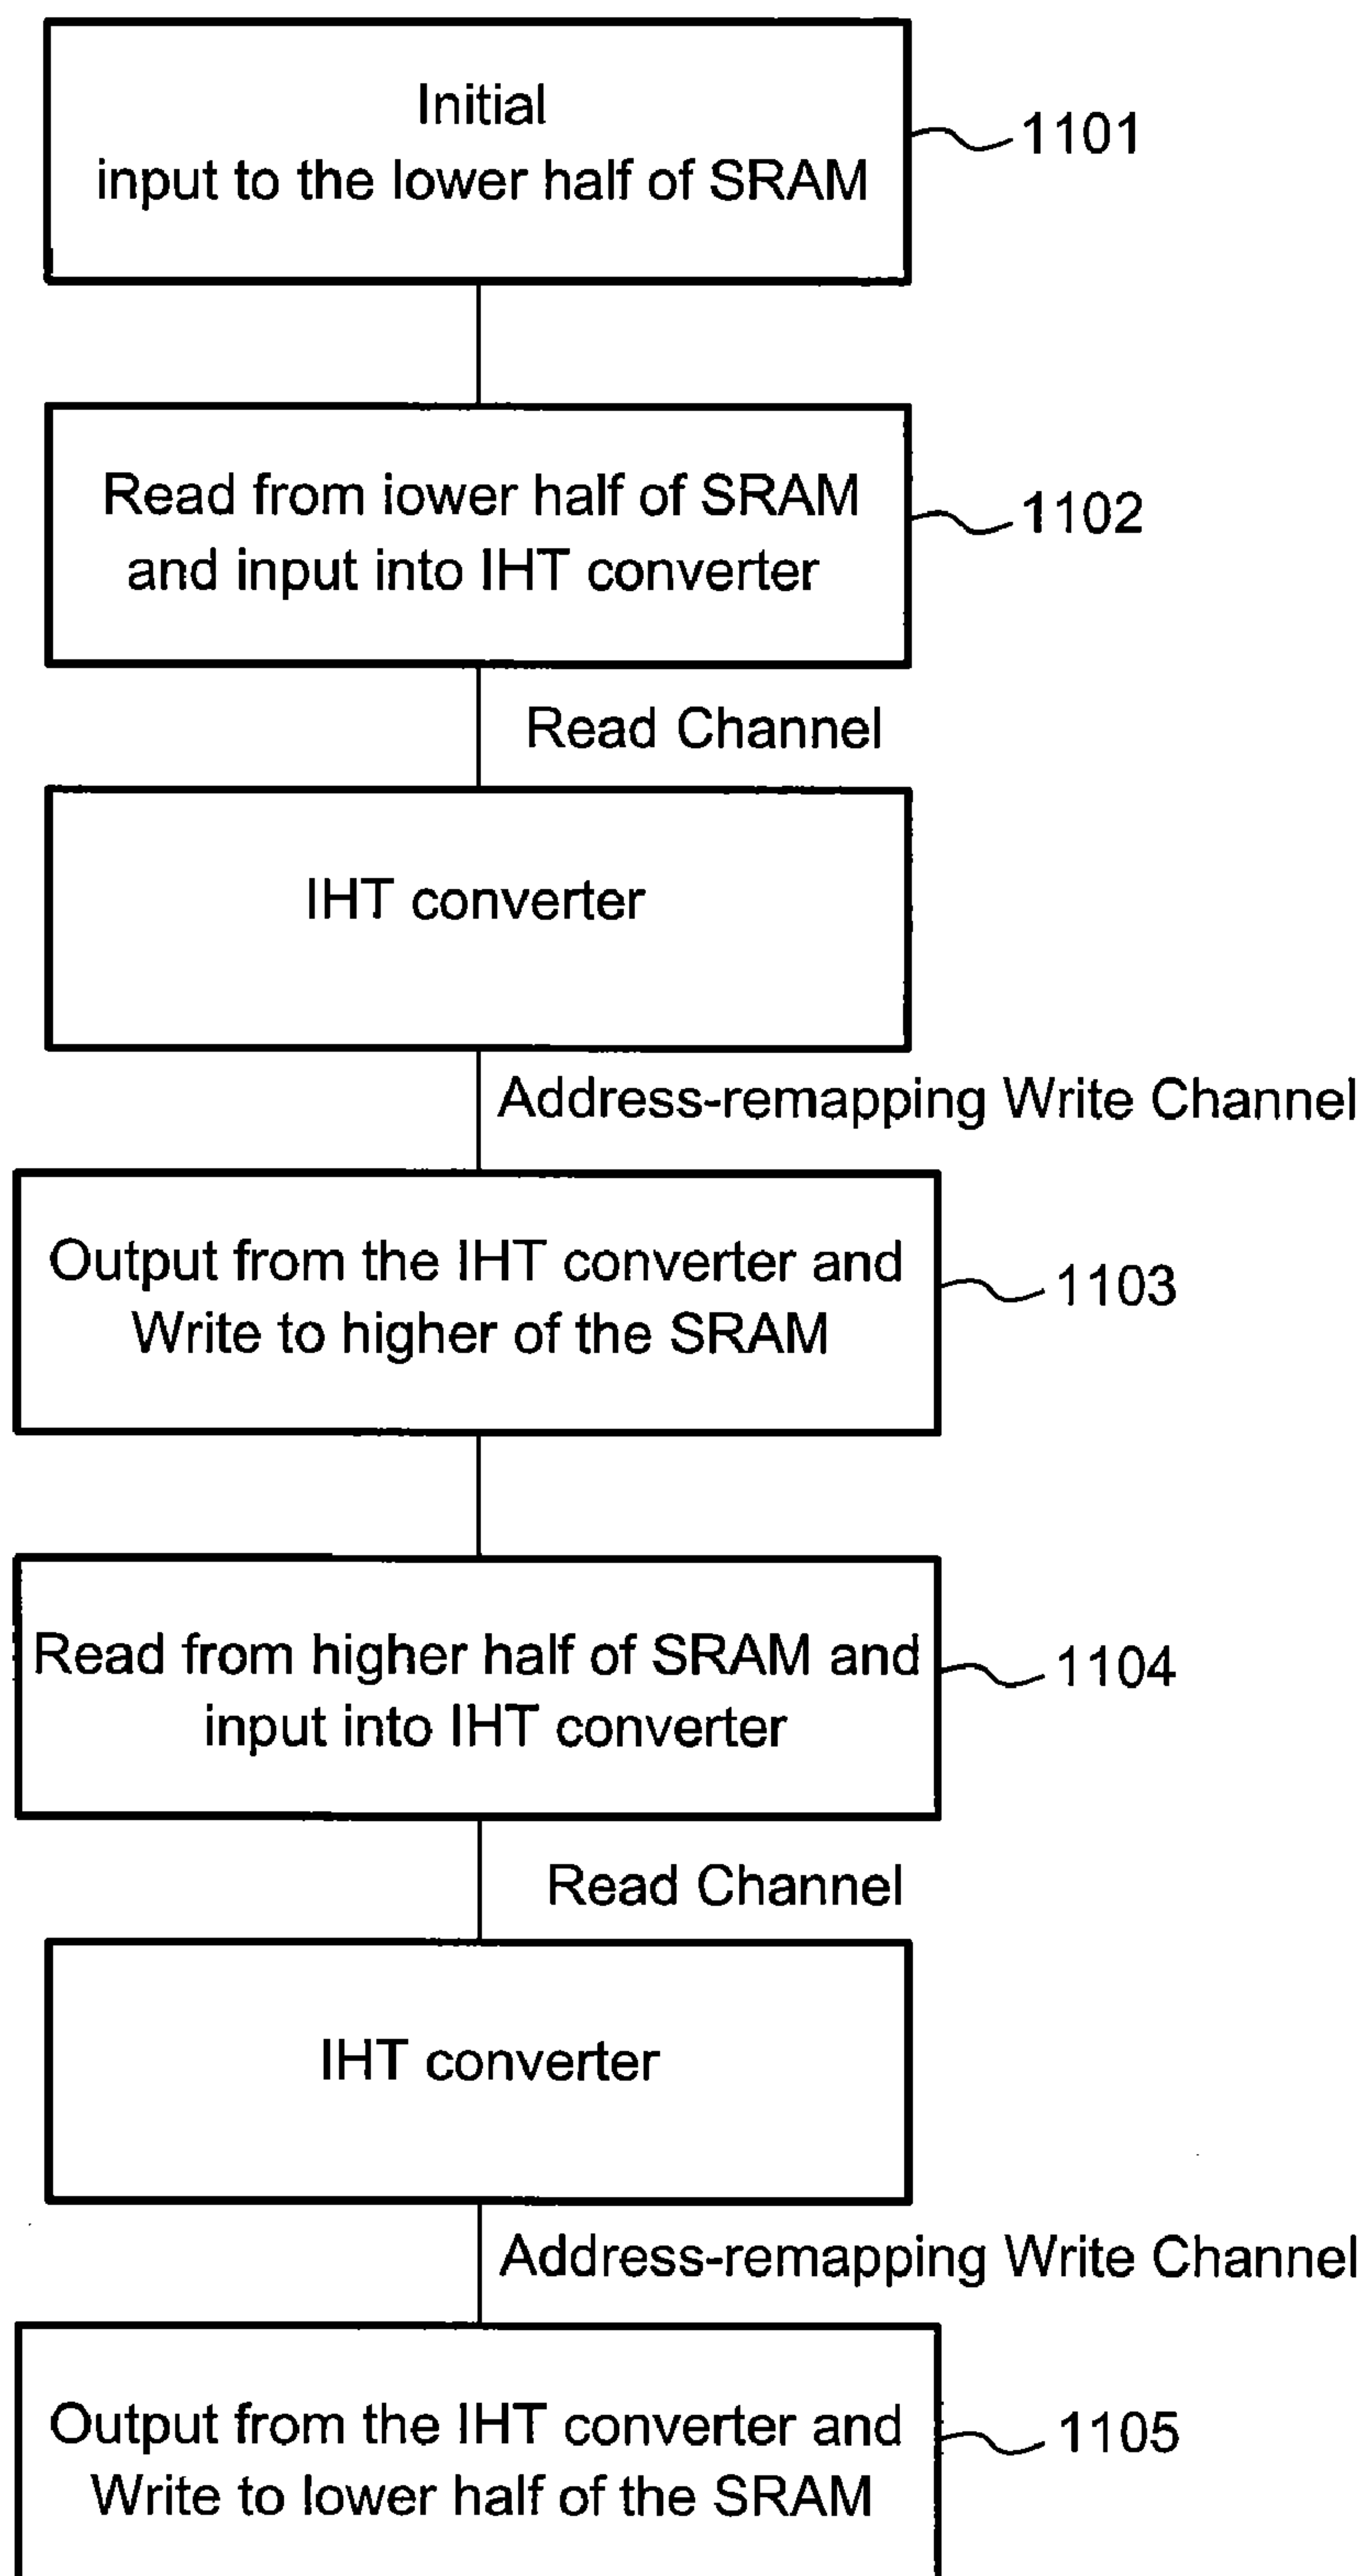 Initial
input to the lower half of SRAM
1101
Read from iower half of SRAM
and input into IHT converter
1102
Read Channel
IHT converter
Address-remapping Write Channel
Output from the IHT converter and
Write to higher of the SRAM
1103
Read from higher half of SRAM and
input into IHT converter
1104
Read Channel
IHT converter
Address-remapping Write Channel
Output from the IHT converter and
Write to lower half of the SRAM
1105